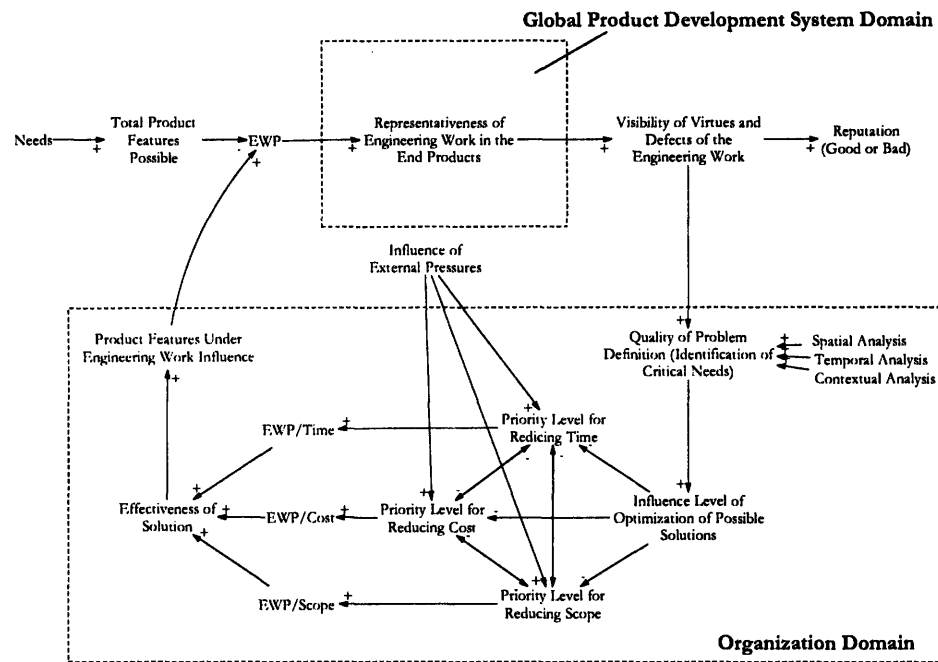 Global Product Development System Domain
Needs
+
Total Product
Features
Possible
-
EWP
+
+
Representativeness of
Engineering Work in the
End Products
+
Visibility of Virtues and
Defects of the
Engineering Work
+
Reputation
(Good or Bad)
Influence of
External Pressures
Product Features Under
Engineering Work Influence
+
+
Quality of Problem
Definition (Identification of
Critical Needs)
+
+
+
Spatial Analysis
Temporal Analysis
Contextual Analysis
EWP/Time
+
+
Priority Level for
Redicing Time
-
-
-
+
Effectiveness of
Solution
+
+
+
EWP/Cost
+
+
Priority Level for
Reducing Cost
-
-
-
+
Influence Level of
Optimization of Possible
Solutions
EWP/Scope
+
+
Priority Level for
Reducing Scope
-
Organization Domain